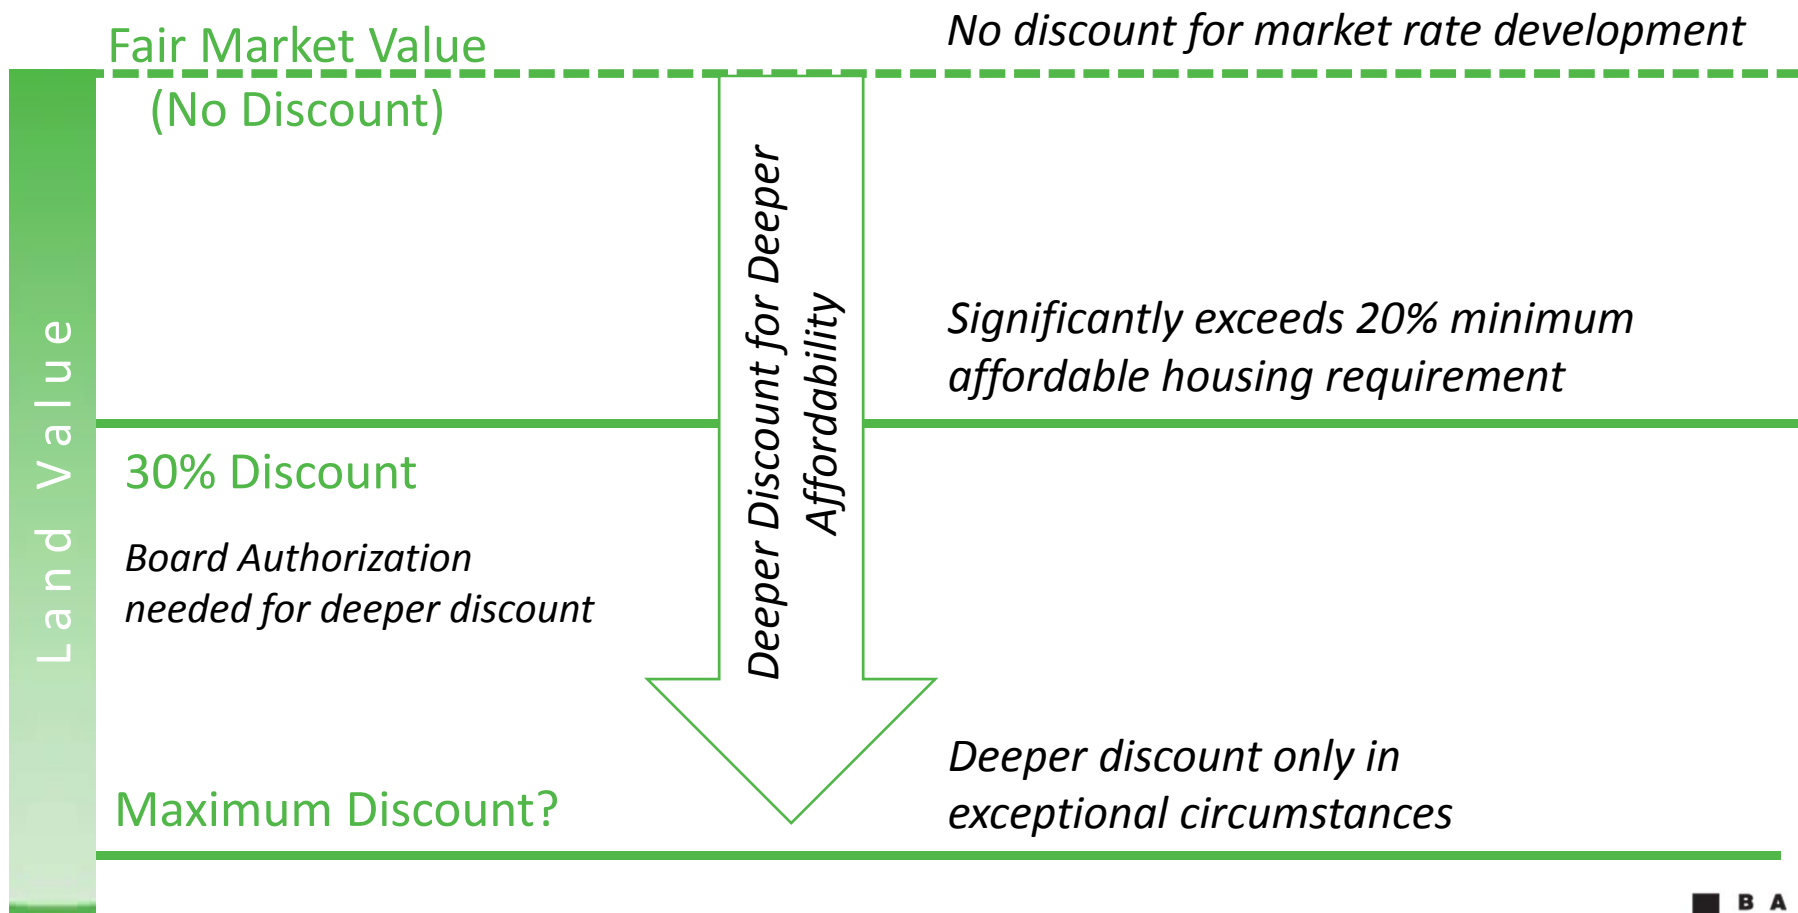 Fair Market Value
(No Discount)
No discount for market rate development
Land Value
Deeper Discount for Deeper
Affordability
Significantly exceeds 20% minimum
affordable housing requirement
30% Discount
Board Authorization
needed for deeper discount
Maximum Discount?
Deeper discount only in
exceptional circumstances
B A